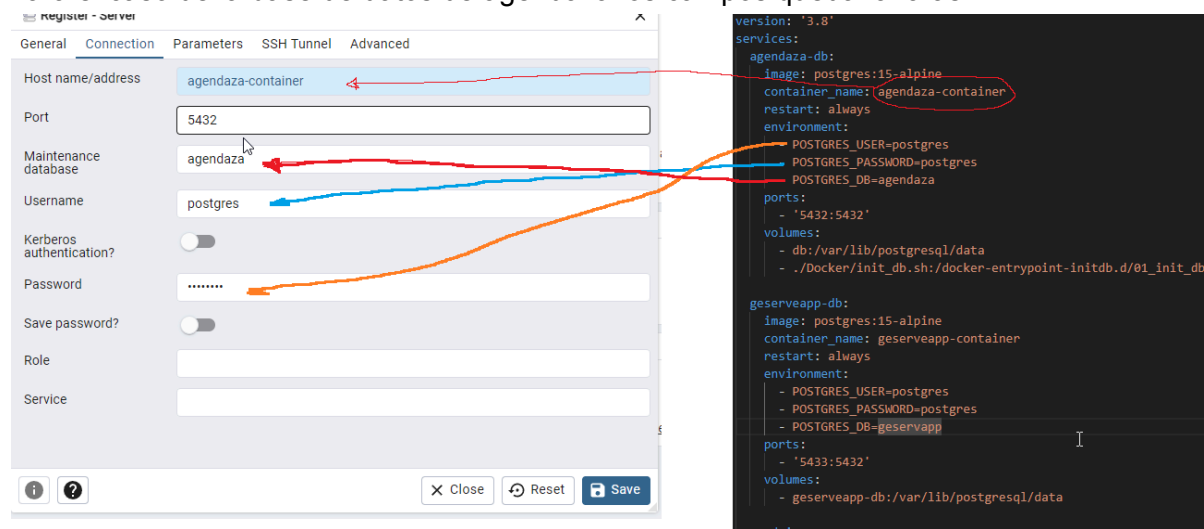 Register - Server
General Connection Parameters SSH Tunnel Advanced
Host name/address agendaza-container
Port 5432
Maintenance database agendaza
Username postgres
Kerberos authentication?
Password ••••••••
Save password?
Role
Service
Close Reset Save
version: '3.8'
services:
agendaza-db:
image: postgres:15-alpine
container_name: agendaza-container
restart: always
environment:
POSTGRES_USER=postgres
POSTGRES_PASSWORD=postgres
POSTGRES_DB=agendaza
ports:
- '5432:5432'
volumes:
- db:/var/lib/postgresql/data
- ./Docker/init_db.sh:/docker-entrypoint-initdb.d/01_init_db
geserveapp-db:
image: postgres:15-alpine
container_name: geserveapp-container
restart: always
environment:
- POSTGRES_USER=postgres
- POSTGRES_PASSWORD=postgres
- POSTGRES_DB=geservapp
ports:
- '5433:5432'
volumes:
- geserveapp-db:/var/lib/postgresql/data